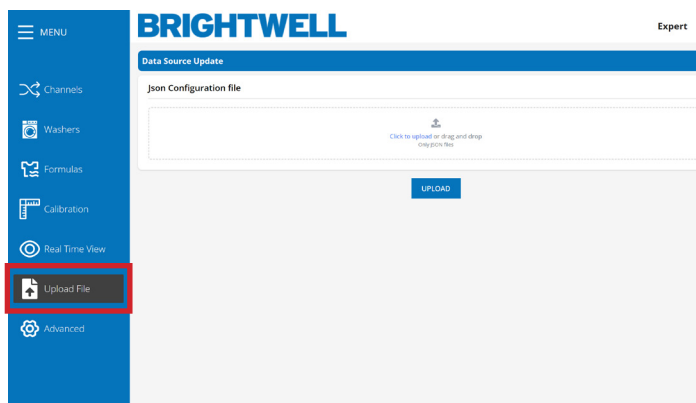 MENU
BRIGHTWELL
Expert
Data Source Update
Json Configuration file
Click to upload or drag and drop
Only JSON files
UPLOAD
Channels
Washers
Formulas
Calibration
Real Time View
Upload File
Advanced